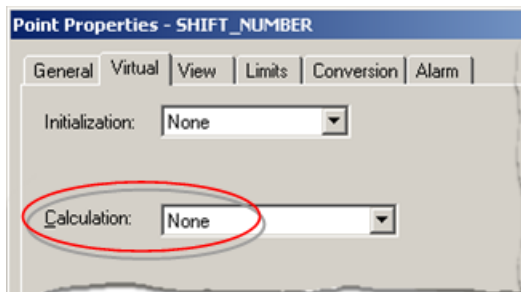 Point Properties - SHIFT_NUMBER
General Virtual View Limits Conversion Alarm
Initialization: None
Calculation: None